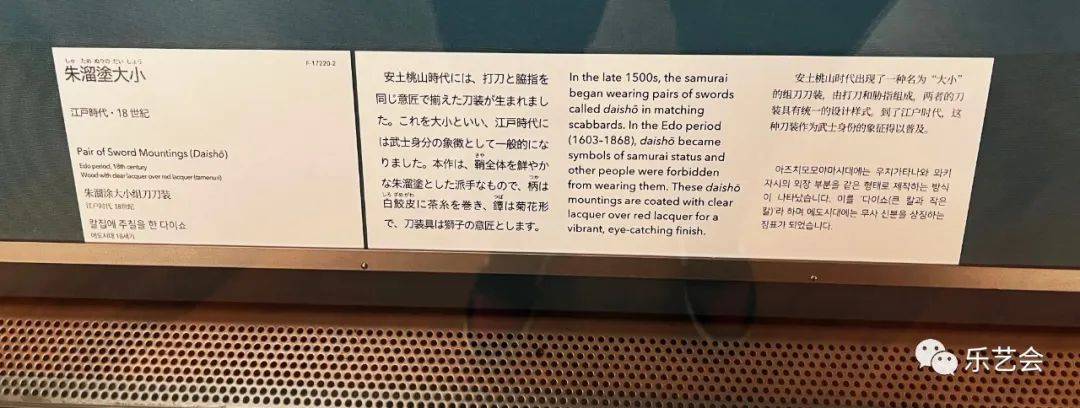 しゅ ため ぬりの だい しょう
朱溜塗大小
F-17220-2
江戸時代・18 世紀
Pair of Sword Mountings (Daishō)
Edo period, 18th century
Wood with clear lacquer over red lacquer (tamenuri)
朱溜涂大小组刀刀装
江户时代 18世纪
칼집에 주칠을 한 다이쇼
에도시대 18세기
安土桃山時代には、打刀と脇指を
同じ意匠で揃えた刀装が生まれまし
た。これを大小といい、江戸時代に
は武士身分の象徴として一般的にな
さや
りました。本作は、鞘全体を鮮やか
つか
な朱溜塗とした派手なもので、柄は
しろざめがわ つば
白鮫皮に茶糸を巻き、鐔は菊花形
で、刀装具は獅子の意匠とします。
In the late 1500s, the samurai
began wearing pairs of swords
called daishō in matching
scabbards. In the Edo period
(1603-1868), daishō became
symbols of samurai status and
other people were forbidden
from wearing them. These daishō
mountings are coated with clear
lacquer over red lacquer for a
vibrant, eye-catching finish.
安土桃山时代出现了一种名为“大小”
的组刀刀装，由打刀和胁指组成，两者的刀
装具有统一的设计样式。到了江户时代，这
种刀装作为武士身份的象征得以普及。
아즈치모모야마시대에는 우치가타나와 와키
자시의 외장 부분을 같은 형태로 제작하는 방식
이 나타났습니다. 이를 ‘다이쇼(큰 칼과 작은
칼)’라 하며 에도시대에는 무사 신분을 상징하는
징표가 되었습니다.
乐艺会